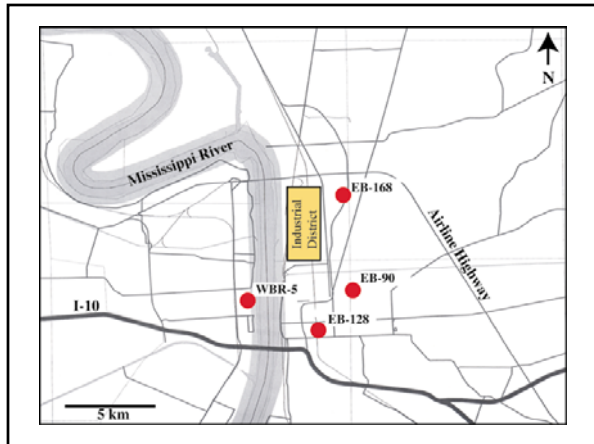 N
Mississippi River
EB-168
Industrial
District
Airline Highway
EB-90
WBR-5
I-10
EB-128
5 km